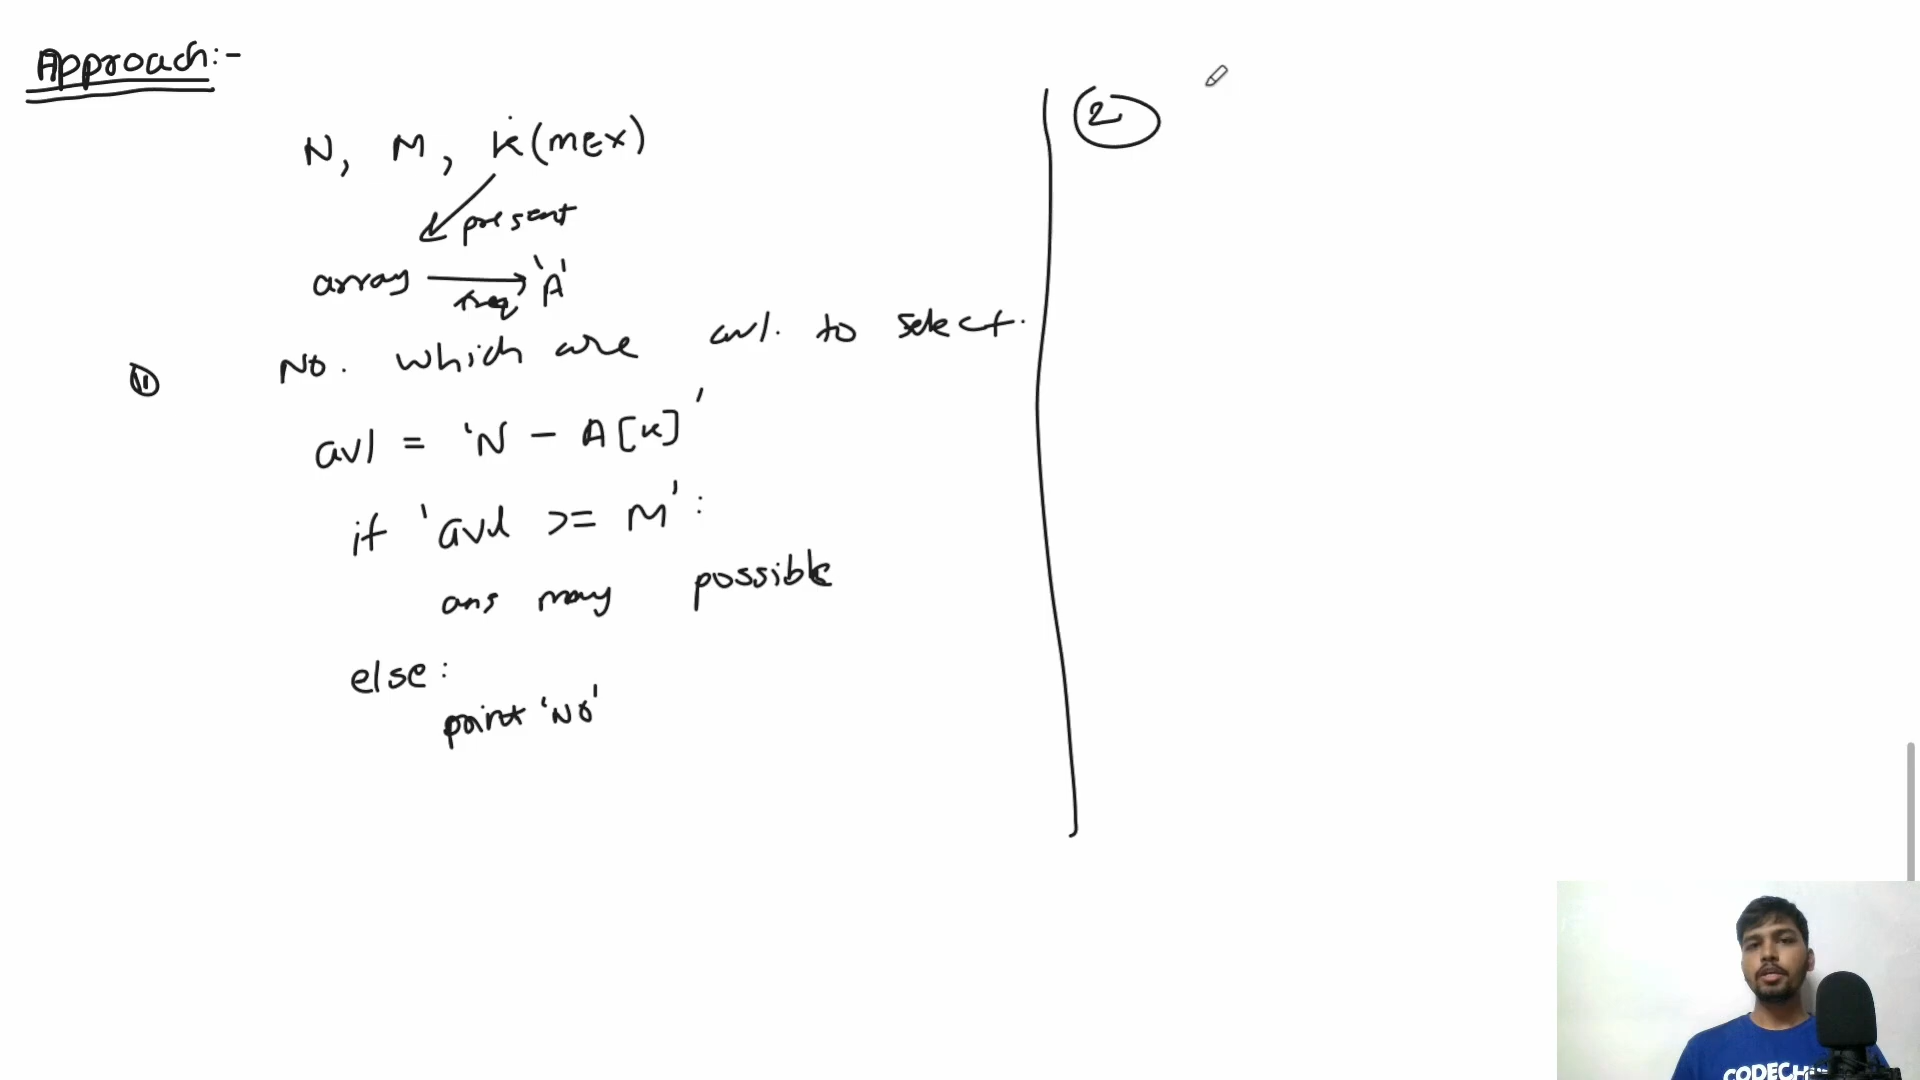 Approach:-
N, M, K(MEX)
present
array → 'A'
freq
① No. which are avl. to select.
avl = 'N - A[K]'
if 'avl >= M':
ans may possible
else:
print 'NO'
②
CODECH